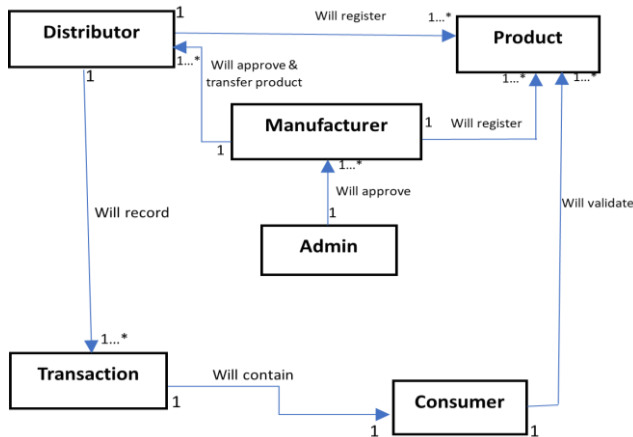 1
Will register
1...*
Distributor
Product
1
1...*
Will approve &
transfer product
1...*
1...*
Manufacturer
1
1
Will register
1...*
Will approve
Will validate
1
Will record
Admin
1...*
Transaction
Will contain
Consumer
1
1
1